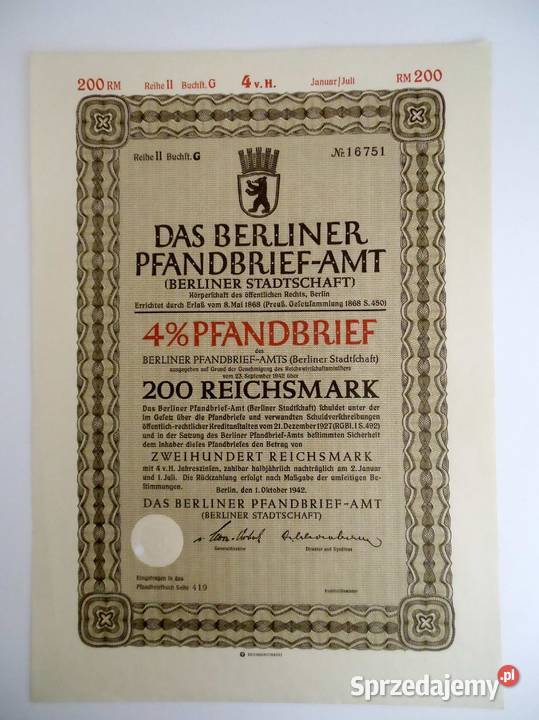 200 RM Reihe II Buchst. G 4 v. H. Januar/Juli RM 200
Reihe II Buchst. G Nr. 16751
DAS BERLINER
PFANDBRIEF-AMT
(BERLINER STADTSCHAFT)
Körperschaft des öffentlichen Rechts, Berlin
Errichtet durch Erlaß vom 8. Mai 1868 (Preuß. Gesetzsammlung 1868 S. 450)
4% PFANDBRIEF
des
BERLINER PFANDBRIEF-AMTS (Berliner Stadtschaft)
ausgegeben auf Grund der Genehmigung des Reichswirtschaftsministers
vom 23. September 1942 über
200 REICHSMARK
Das Berliner Pfandbrief-Amt (Berliner Stadtschaft) schuldet unter der
im Gesetz über die Pfandbriefe und verwandten Schuldverschreibungen
öffentlich-rechtlicher Kreditanstalten vom 21. Dezember 1927 (RGBl. I S. 492)
und in der Satzung des Berliner Pfandbrief-Amts bestimmten Sicherheit
dem Inhaber dieses Pfandbriefes den Betrag von
ZWEIHUNDERT REICHSMARK
mit 4 v. H. Jahreszinsen, zahlbar halbjährlich nachträglich am 2. Januar
und 1. Juli. Die Rückzahlung erfolgt nach Maßgabe der umseitigen Be-
stimmungen.
Berlin, den 1. Oktober 1942.
DAS BERLINER PFANDBRIEF-AMT
(BERLINER STADTSCHAFT)
Generaldirektor Direktor und Syndikus
Eingetragen in das
Pfandbriefbuch Seite 419
Sprzedajemy.pl